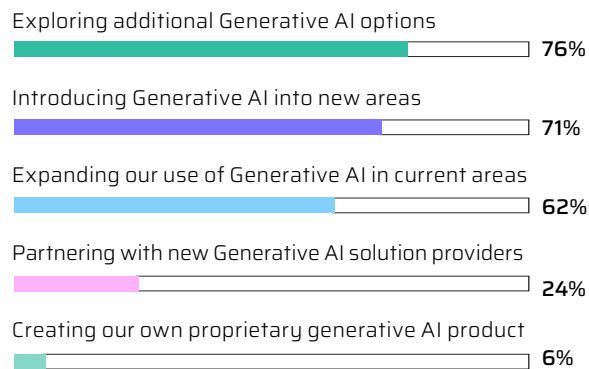 Exploring additional Generative AI options
76%
Introducing Generative AI into new areas
71%
Expanding our use of Generative AI in current areas
62%
Partnering with new Generative AI solution providers
24%
Creating our own proprietary generative AI product
6%